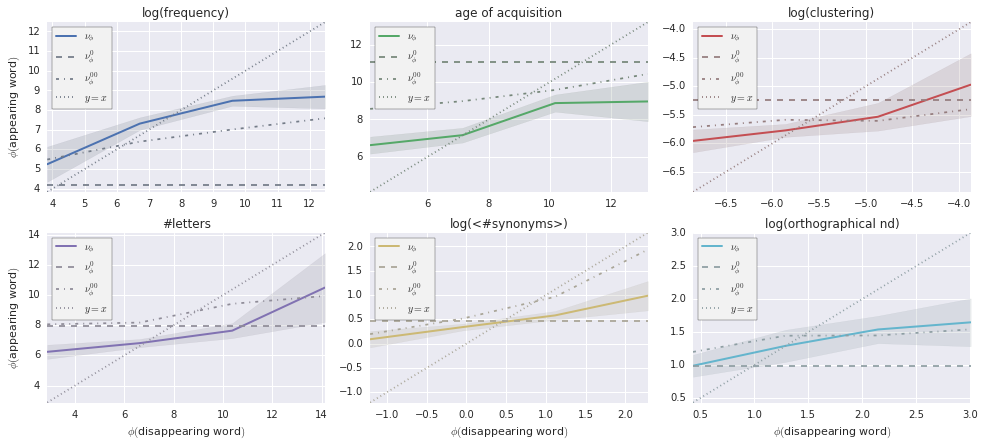 log(frequency)
12
11
10
9
8
7
6
5
4
4 5 6 7 8 9 10 11 12
ϕ(appearing word)
ν_ϕ
ν_ϕ^0
ν_ϕ^00
y = x
age of acquisition
12
10
8
6
6 8 10 12
ν_ϕ
ν_ϕ^0
ν_ϕ^00
y = x
log(clustering)
−4.0
−4.5
−5.0
−5.5
−6.0
−6.5
−6.5 −6.0 −5.5 −5.0 −4.5 −4.0
ν_ϕ
ν_ϕ^0
ν_ϕ^00
y = x
#letters
14
12
10
8
6
4
4 6 8 10 12 14
ϕ(appearing word)
ϕ(disappearing word)
ν_ϕ
ν_ϕ^0
ν_ϕ^00
y = x
log(<#synonyms>)
2.0
1.5
1.0
0.5
0.0
−0.5
−1.0
−1.0 −0.5 0.0 0.5 1.0 1.5 2.0
ϕ(disappearing word)
ν_ϕ
ν_ϕ^0
ν_ϕ^00
y = x
log(orthographical nd)
3.0
2.5
2.0
1.5
1.0
0.5
0.5 1.0 1.5 2.0 2.5 3.0
ϕ(disappearing word)
ν_ϕ
ν_ϕ^0
ν_ϕ^00
y = x